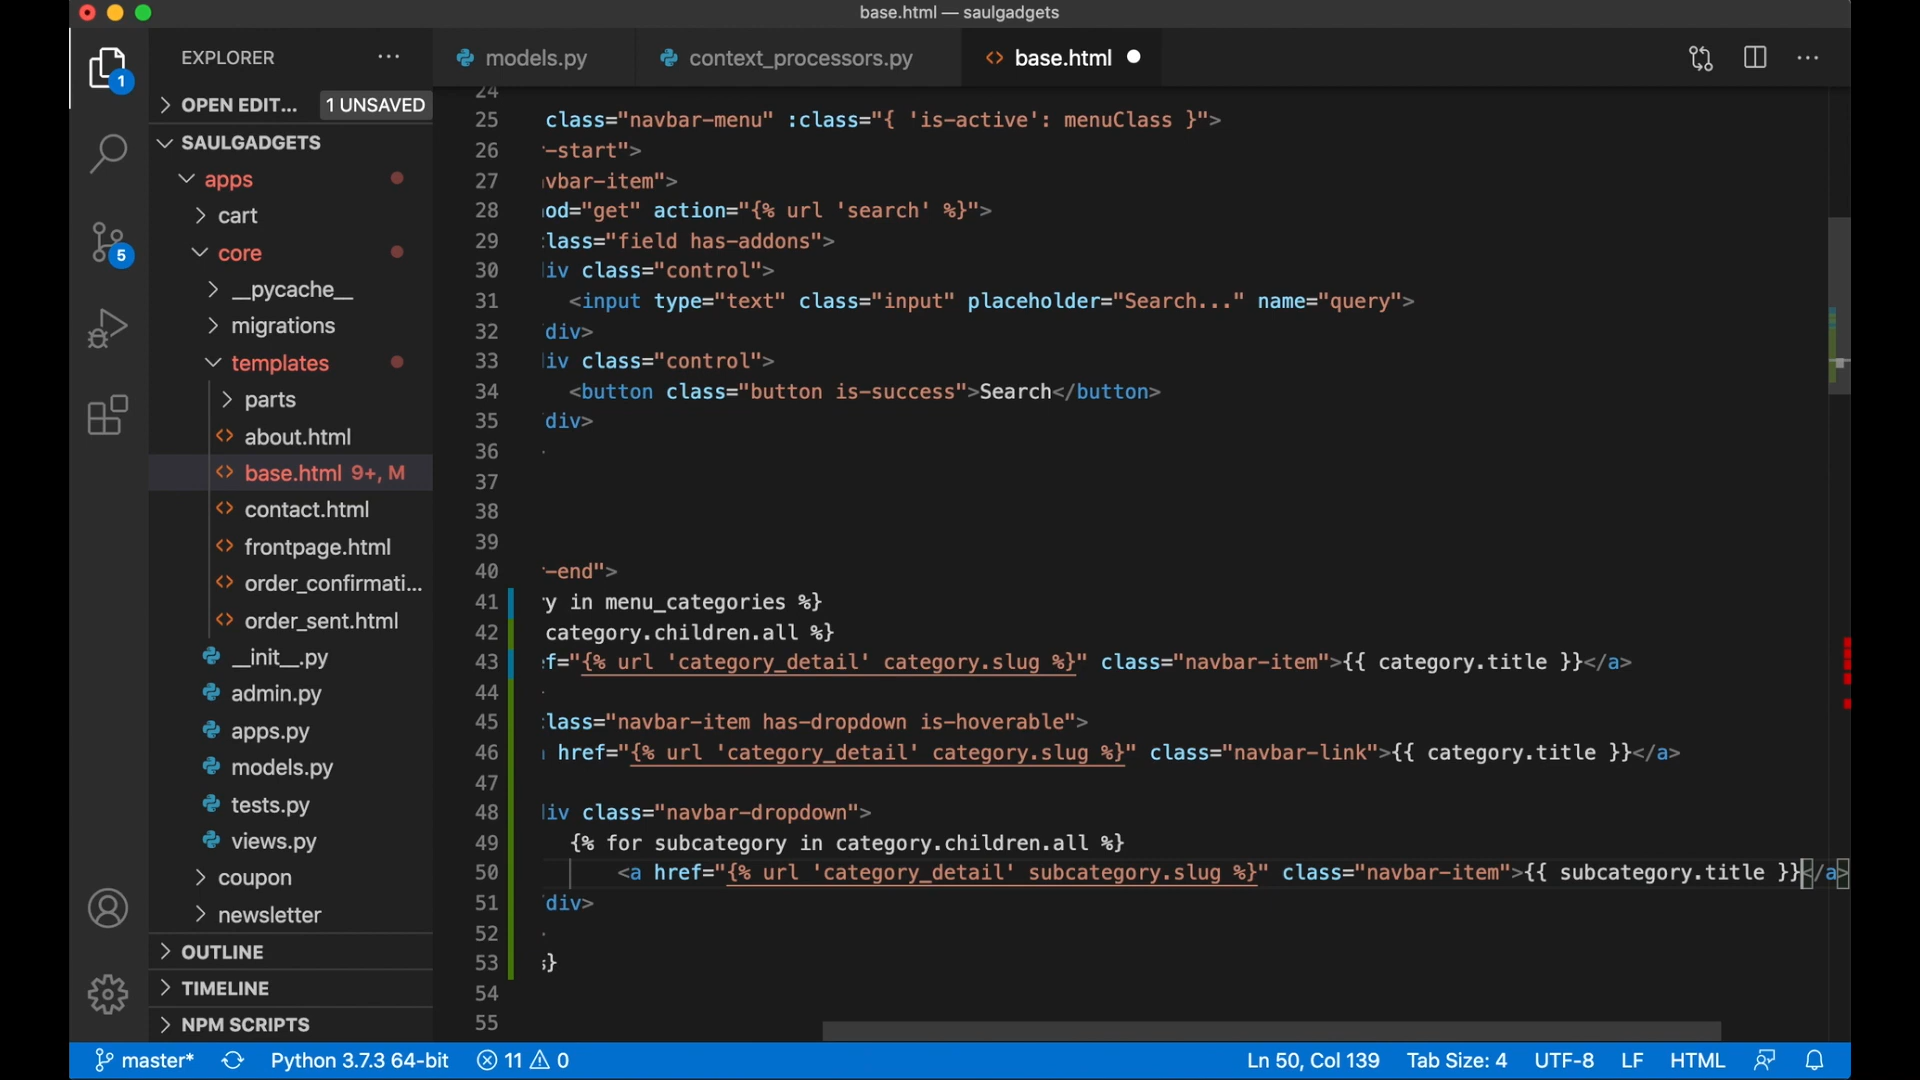 base.html — saulgadgets
EXPLORER
models.py
context_processors.py
base.html
1
OPEN EDIT...
1 UNSAVED
SAULGADGETS
apps
cart
core
__pycache__
migrations
templates
parts
about.html
base.html 9+, M
contact.html
frontpage.html
order_confirmati...
order_sent.html
__init__.py
admin.py
apps.py
models.py
tests.py
views.py
coupon
newsletter
OUTLINE
TIMELINE
NPM SCRIPTS
5
24
25 class="navbar-menu" :class="{ 'is-active': menuClass }">
26 -start">
27 vbar-item">
28 od="get" action="{% url 'search' %}">
29 lass="field has-addons">
30 iv class="control">
31 <input type="text" class="input" placeholder="Search..." name="query">
32 div>
33 iv class="control">
34 <button class="button is-success">Search</button>
35 div>
36
37
38
39
40 -end">
41 y in menu_categories %}
42 category.children.all %}
43 f="{% url 'category_detail' category.slug %}" class="navbar-item">{{ category.title }}</a>
44
45 lass="navbar-item has-dropdown is-hoverable">
46 href="{% url 'category_detail' category.slug %}" class="navbar-link">{{ category.title }}</a>
47
48 iv class="navbar-dropdown">
49 {% for subcategory in category.children.all %}
50 <a href="{% url 'category_detail' subcategory.slug %}" class="navbar-item">{{ subcategory.title }}</a>
51 div>
52
53 }
54
55
master* Python 3.7.3 64-bit 11 0 Ln 50, Col 139 Tab Size: 4 UTF-8 LF HTML